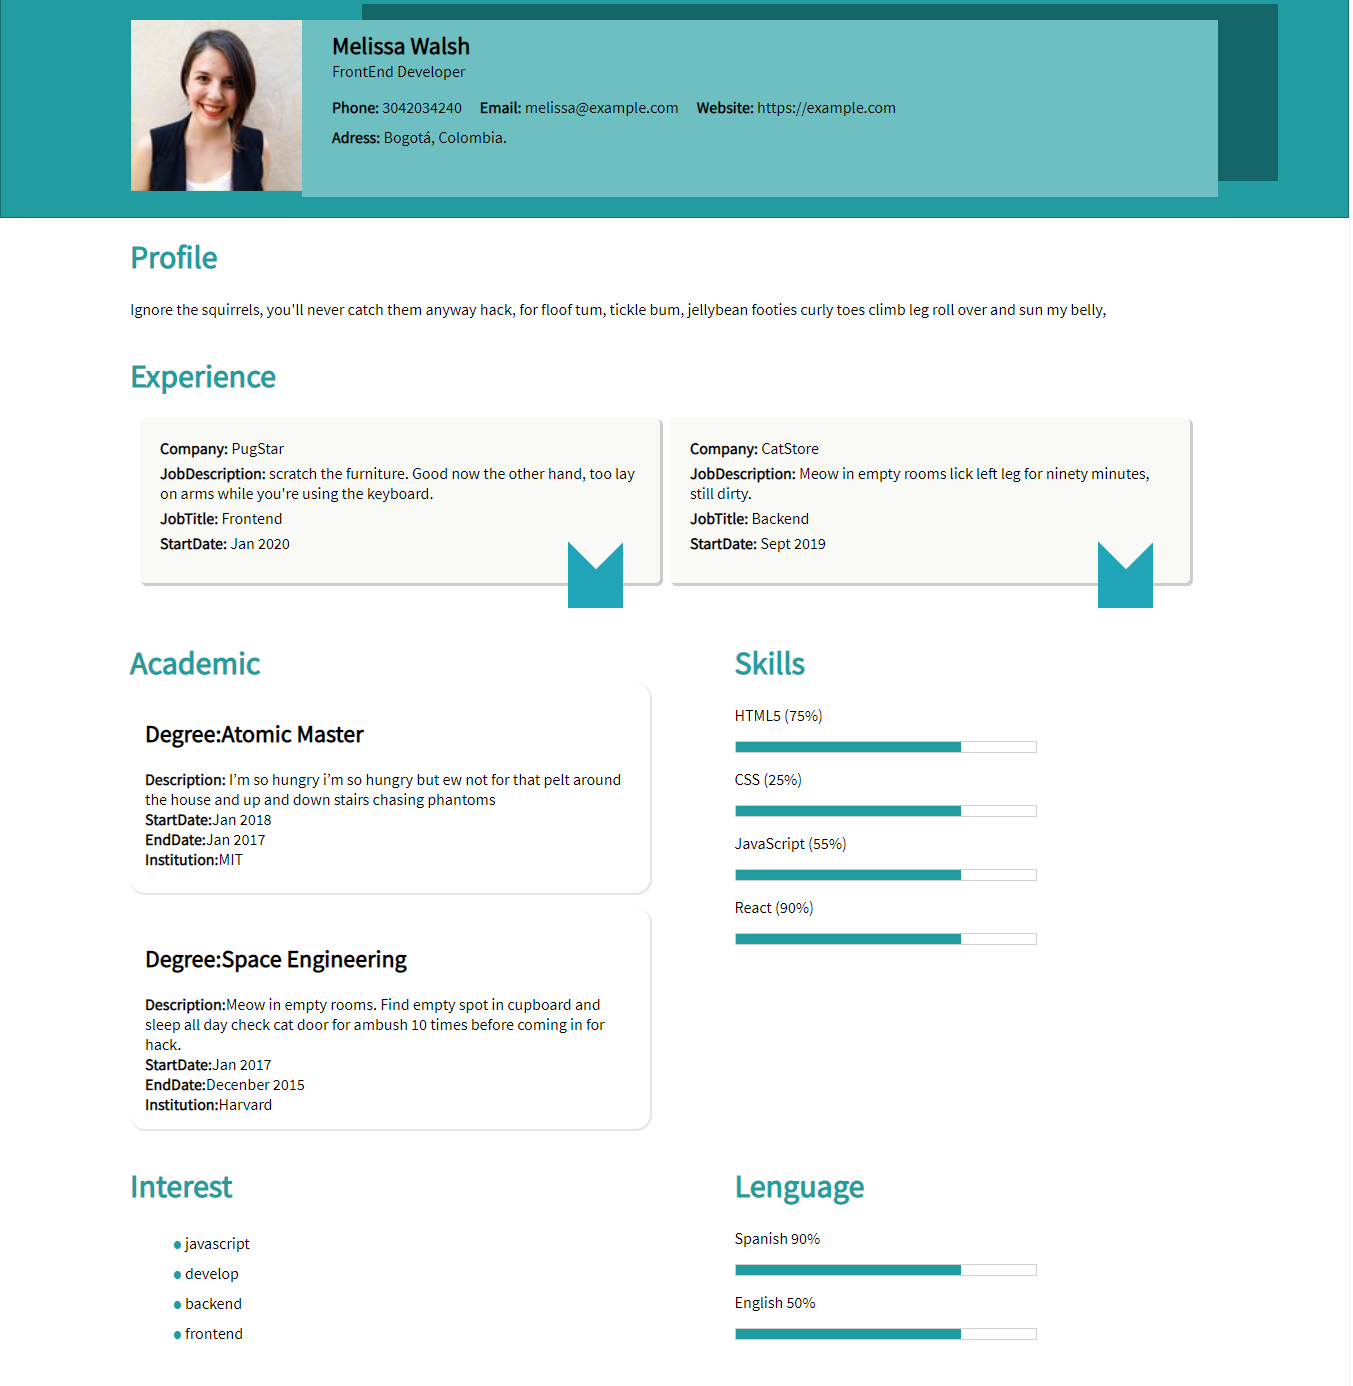 Melissa Walsh
FrontEnd Developer
Phone: 3042034240 Email: melissa@example.com Website: https://example.com
Adress: Bogotá, Colombia.
Profile
Ignore the squirrels, you'll never catch them anyway hack, for floof tum, tickle bum, jellybean footies curly toes climb leg roll over and sun my belly,
Experience
Company: PugStar
JobDescription: scratch the furniture. Good now the other hand, too lay
on arms while you're using the keyboard.
JobTitle: Frontend
StartDate: Jan 2020
Company: CatStore
JobDescription: Meow in empty rooms lick left leg for ninety minutes,
still dirty.
JobTitle: Backend
StartDate: Sept 2019
Academic
Degree:Atomic Master
Description: I’m so hungry i’m so hungry but ew not for that pelt around
the house and up and down stairs chasing phantoms
StartDate:Jan 2018
EndDate:Jan 2017
Institution:MIT
Degree:Space Engineering
Description:Meow in empty rooms. Find empty spot in cupboard and
sleep all day check cat door for ambush 10 times before coming in for
hack.
StartDate:Jan 2017
EndDate:Decenber 2015
Institution:Harvard
Skills
HTML5 (75%)
CSS (25%)
JavaScript (55%)
React (90%)
Interest
javascript
develop
backend
frontend
Lenguage
Spanish 90%
English 50%